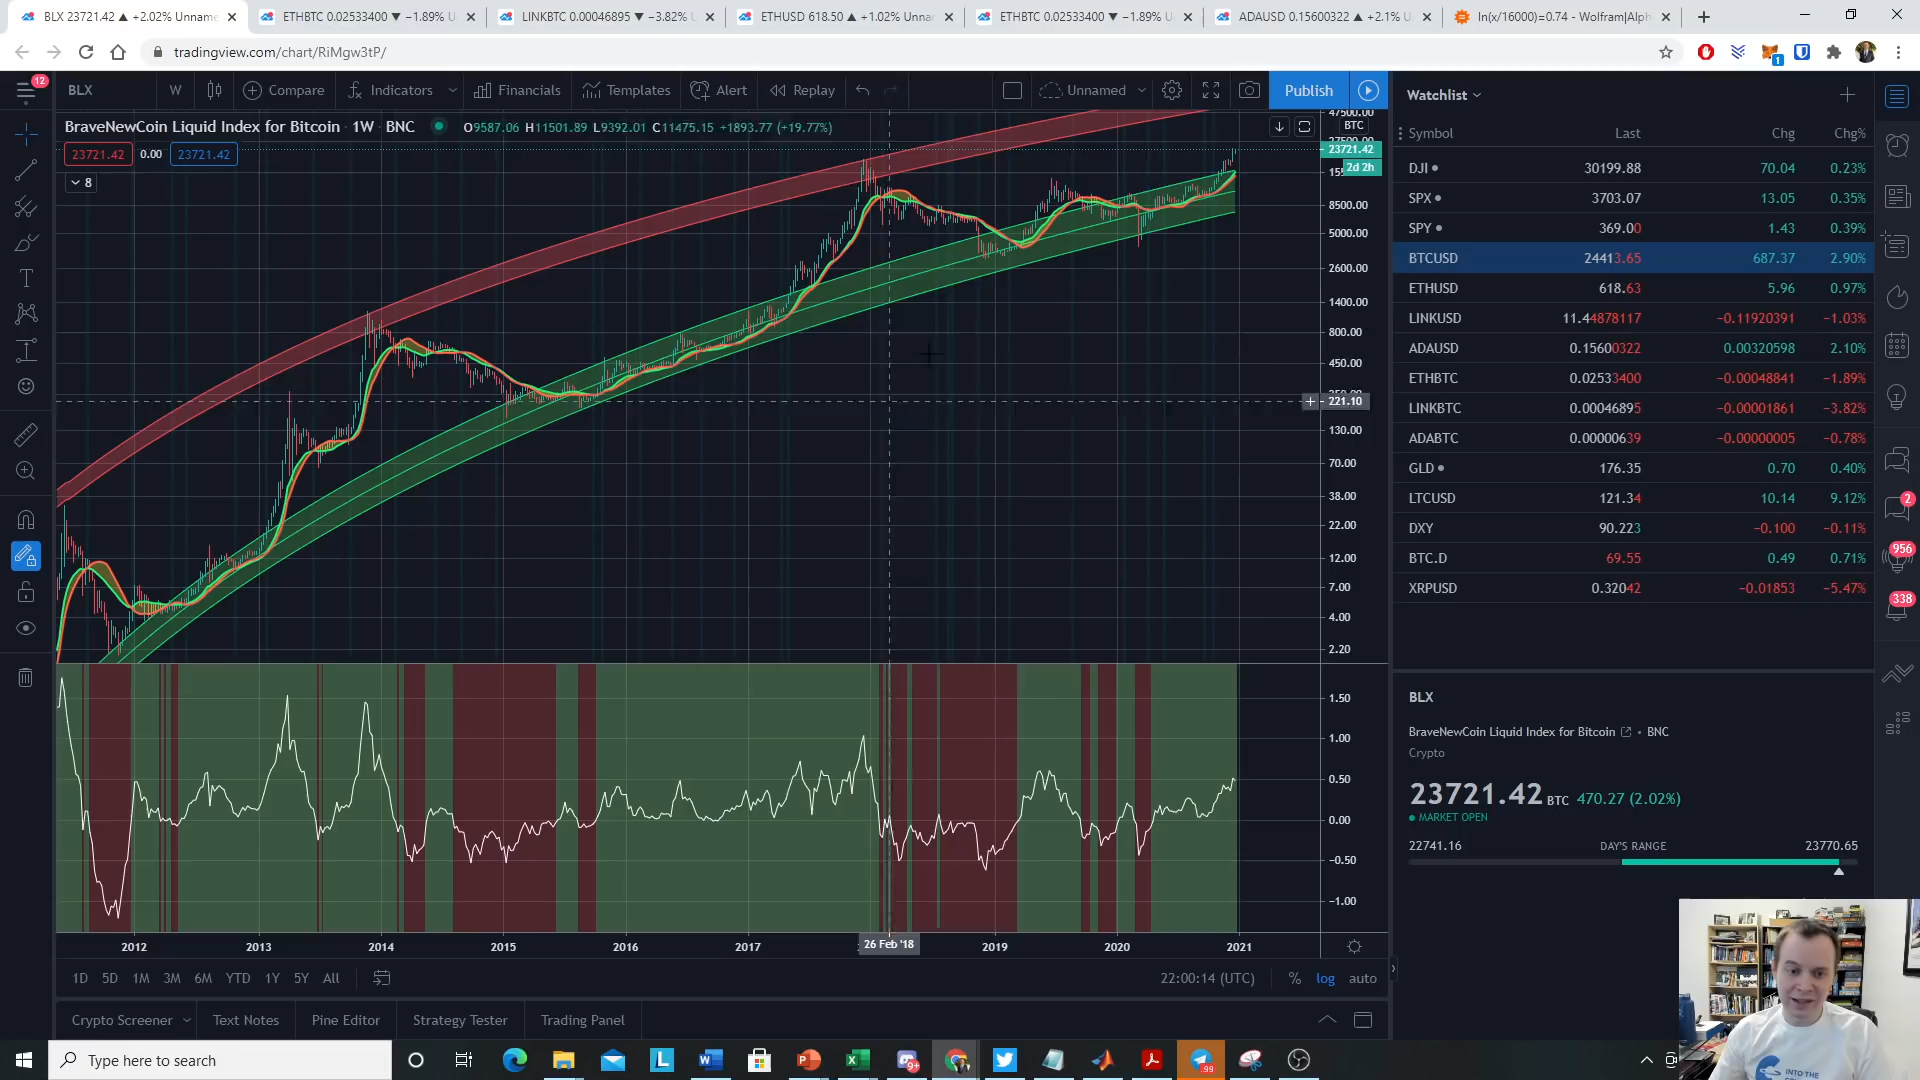 BLX 23721.42 ▲ +2.02% Unname
ETHBTC 0.02533400 ▼ −1.89% U
LINKBTC 0.00046895 ▼ −3.82% U
ETHUSD 618.50 ▲ +1.02% Unnar
ETHBTC 0.02533400 ▼ −1.89% U
ADAUSD 0.15600322 ▲ +2.1% U
ln(x/16000)=0.74 - Wolfram|Alph
tradingview.com/chart/RiMgw3tP/
1
12
BLX
W
Compare
Indicators
Financials
Templates
Alert
Replay
Unnamed
Publish
BraveNewCoin Liquid Index for Bitcoin · 1W · BNC
O9587.06 H11501.89 L9392.01 C11475.15 +1893.77 (+19.77%)
23721.42
0.00
23721.42
8
47500.00
BTC
23721.42
2d 2h
8500.00
5000.00
2600.00
1400.00
800.00
450.00
221.10
130.00
70.00
38.00
22.00
12.00
7.00
4.00
2.20
1.50
1.00
0.50
0.00
−0.50
−1.00
2012
2013
2014
2015
2016
2017
26 Feb '18
2019
2020
2021
1D 5D 1M 3M 6M YTD 1Y 5Y All
22:00:14 (UTC)
% log auto
Crypto Screener
Text Notes
Pine Editor
Strategy Tester
Trading Panel
Watchlist
Symbol Last Chg Chg%
DJI 30199.88 70.04 0.23%
SPX 3703.07 13.05 0.35%
SPY 369.00 1.43 0.39%
BTCUSD 24413.65 687.37 2.90%
ETHUSD 618.63 5.96 0.97%
LINKUSD 11.44878117 −0.11920391 −1.03%
ADAUSD 0.15600322 0.00320598 2.10%
ETHBTC 0.02533400 −0.00048841 −1.89%
LINKBTC 0.00046895 −0.00001861 −3.82%
ADABTC 0.00000639 −0.00000005 −0.78%
GLD 176.35 0.70 0.40%
LTCUSD 121.34 10.14 9.12%
DXY 90.223 −0.100 −0.11%
BTC.D 69.55 0.49 0.71%
XRPUSD 0.32042 −0.01853 −5.47%
2
956
338
BLX
BraveNewCoin Liquid Index for Bitcoin • BNC
Crypto
23721.42 BTC 470.27 (2.02%)
MARKET OPEN
22741.16 DAY'S RANGE 23770.65
INTO THE
Type here to search